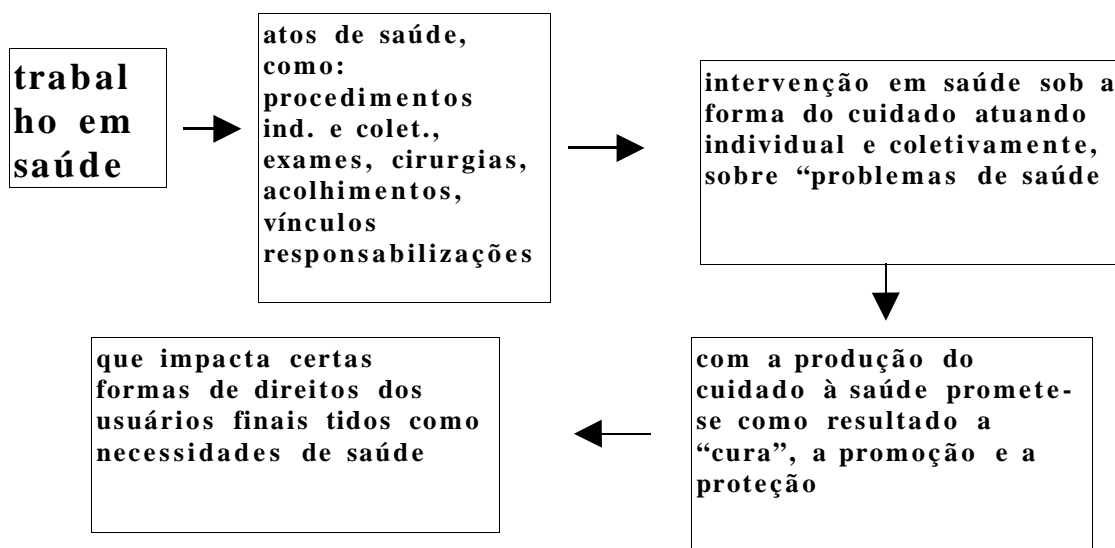 trabal
ho em
saúde
atos de saúde,
como:
procedimentos
ind. e colet.,
exames, cirurgias,
acolhimentos,
vínculos
responsabilizações
intervenção em saúde sob a
forma do cuidado atuando
individual e coletivamente,
sobre “problemas de saúde
com a produção do
cuidado à saúde promete-
se como resultado a
“cura”, a promoção e a
proteção
que impacta certas
formas de direitos dos
usuários finais tidos como
necessidades de saúde